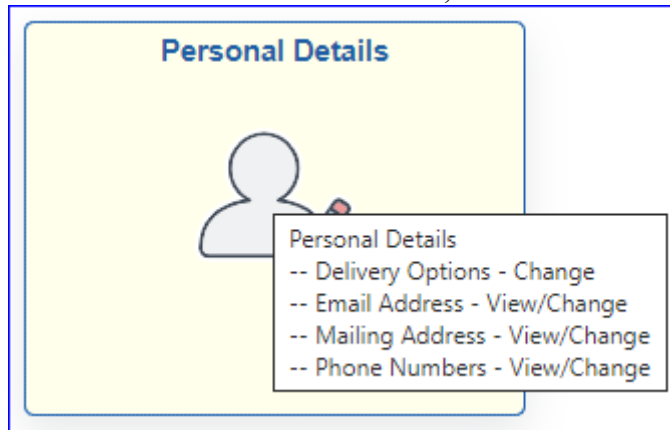 Personal Details
Personal Details
-- Delivery Options - Change
-- Email Address - View/Change
-- Mailing Address - View/Change
-- Phone Numbers - View/Change